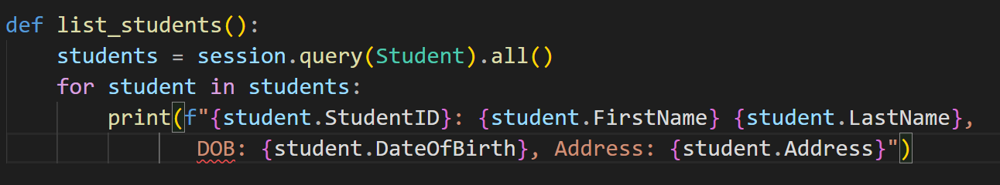 def list_students():
    students = session.query(Student).all()
    for student in students:
        print(f"{student.StudentID}: {student.FirstName} {student.LastName},
               DOB: {student.DateOfBirth}, Address: {student.Address}")